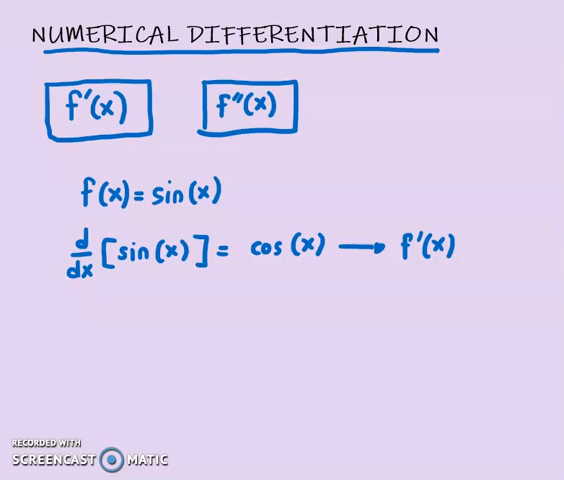 NUMERICAL DIFFERENTIATION
f'(x) f"(x)
f(x) = sin(x)
d/dx [sin(x)] = cos(x) → f'(x)
RECORDED WITH
SCREENCAST MATIC